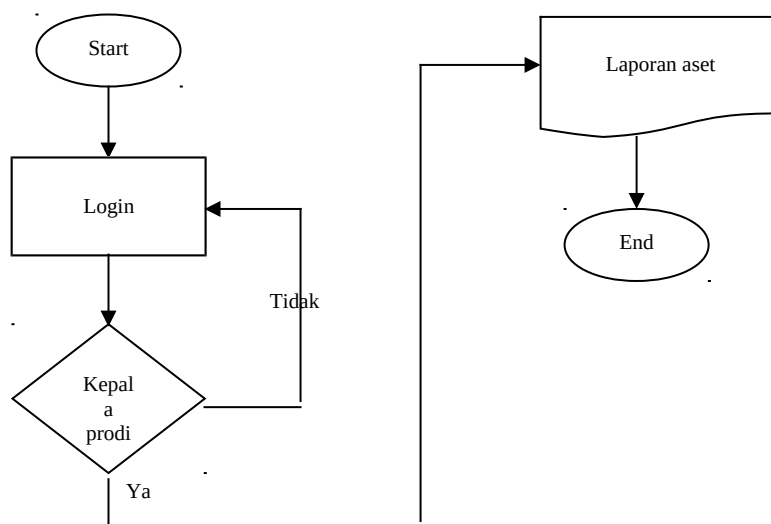 Start
Login
Tidak
Kepal
a
prodi
Ya
Laporan aset
End